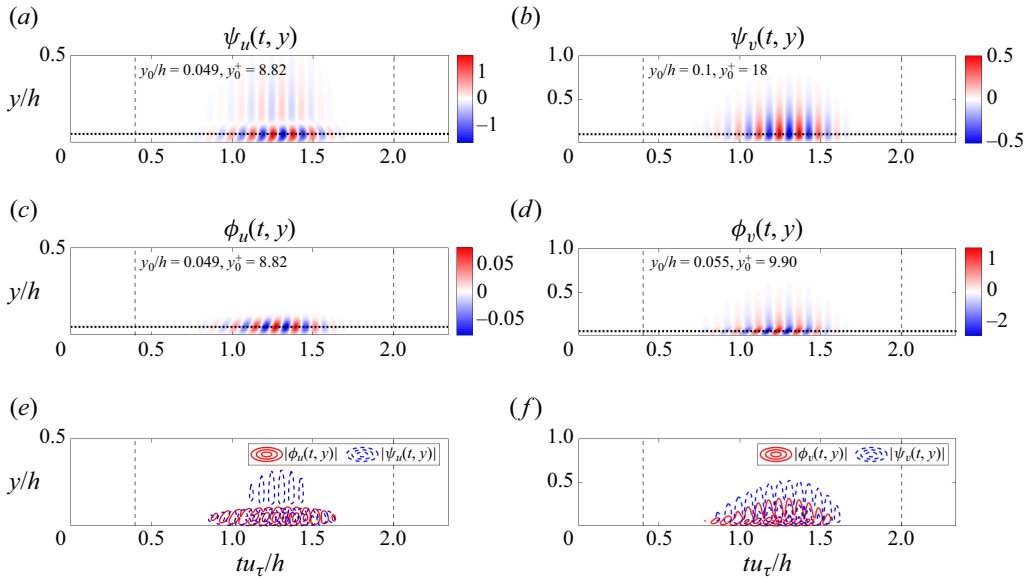 (a)
ψu(t, y)
0.5
y/h
y0/h = 0.049, y0+ = 8.82
0 0.5 1.0 1.5 2.0
1
0
−1
(b)
ψv(t, y)
1.0
0.5
y0/h = 0.1, y0+ = 18
0 0.5 1.0 1.5 2.0
0.5
0
−0.5
(c)
ϕu(t, y)
0.5
y/h
y0/h = 0.049, y0+ = 8.82
0 0.5 1.0 1.5 2.0
0.05
0
−0.05
(d)
ϕv(t, y)
1.0
0.5
y0/h = 0.055, y0+ = 9.90
0 0.5 1.0 1.5 2.0
1
0
−2
(e)
0.5
y/h
|ϕu(t, y)| |ψu(t, y)|
0 0.5 1.0 1.5 2.0
tuτ/h
(f)
1.0
0.5
|ϕv(t, y)| |ψv(t, y)|
0 0.5 1.0 1.5 2.0
tuτ/h